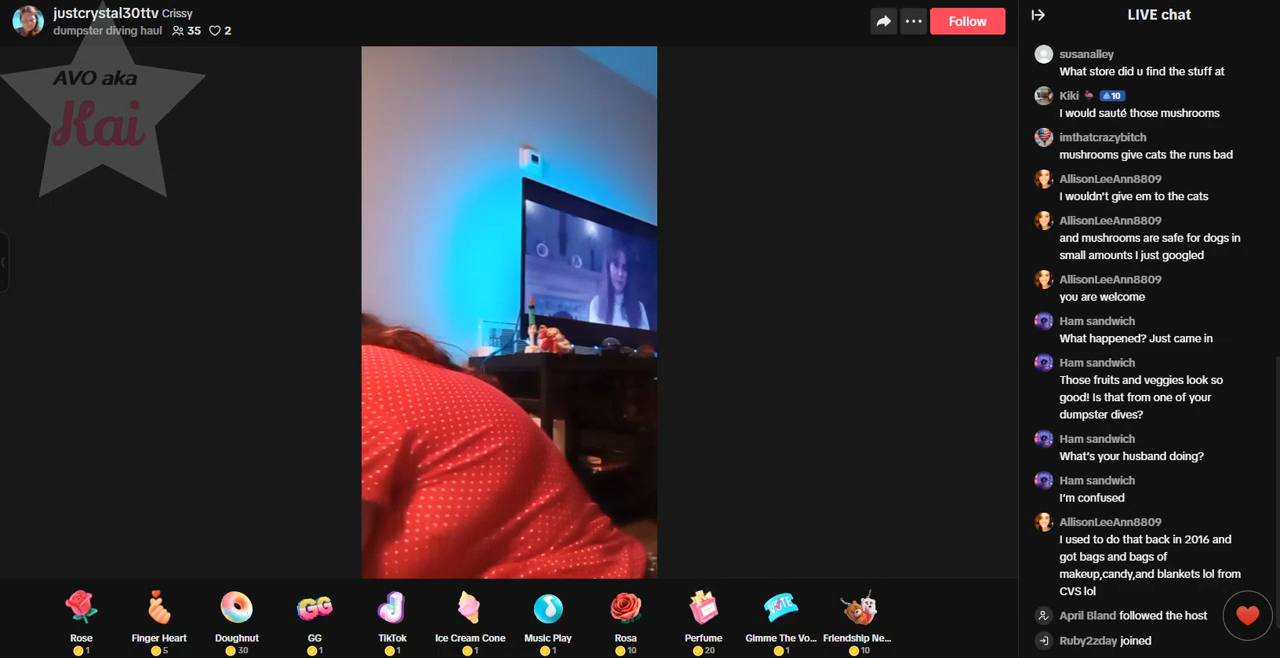 justcrystal30ttv Crissy
dumpster diving haul 35 2
Follow
LIVE chat
AVO aka
Kai
susanalley
What store did u find the stuff at
Kiki 10
I would sauté those mushrooms
imthatcrazybitch
mushrooms give cats the runs bad
AllisonLeeAnn8809
I wouldn't give em to the cats
AllisonLeeAnn8809
and mushrooms are safe for dogs in
small amounts I just googled
AllisonLeeAnn8809
you are welcome
Ham sandwich
What happened? Just came in
Ham sandwich
Those fruits and veggies look so
good! Is that from one of your
dumpster dives?
Ham sandwich
What's your husband doing?
Ham sandwich
I'm confused
AllisonLeeAnn8809
I used to do that back in 2016 and
got bags and bags of
makeup,candy,and blankets lol from
CVS lol
April Bland followed the host
Ruby2zday joined
GG
Rose Finger Heart Doughnut GG TikTok Ice Cream Cone Music Play Rosa Perfume GImme The Vo... Friendship Ne...
1 5 30 1 1 1 1 10 20 1 10